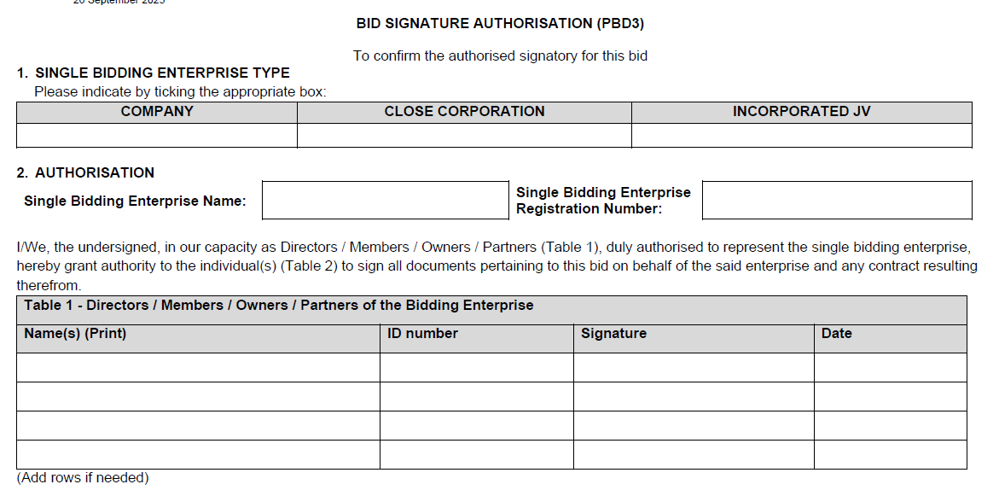 26 September 2025
BID SIGNATURE AUTHORISATION (PBD3)
To confirm the authorised signatory for this bid
1. SINGLE BIDDING ENTERPRISE TYPE
Please indicate by ticking the appropriate box:
COMPANY CLOSE CORPORATION INCORPORATED JV
2. AUTHORISATION
Single Bidding Enterprise Name:
Single Bidding Enterprise
Registration Number:
I/We, the undersigned, in our capacity as Directors / Members / Owners / Partners (Table 1), duly authorised to represent the single bidding enterprise,
hereby grant authority to the individual(s) (Table 2) to sign all documents pertaining to this bid on behalf of the said enterprise and any contract resulting
therefrom.
Table 1 - Directors / Members / Owners / Partners of the Bidding Enterprise
Name(s) (Print) ID number Signature Date
(Add rows if needed)